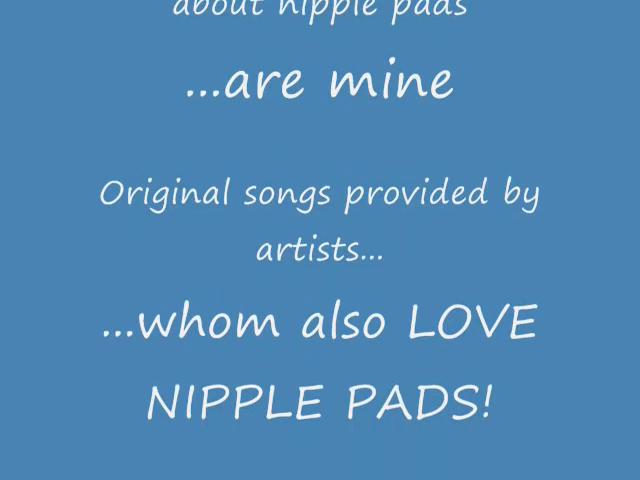 about nipple pads
...are mine
Original songs provided by
artists...
...whom also LOVE
NIPPLE PADS!